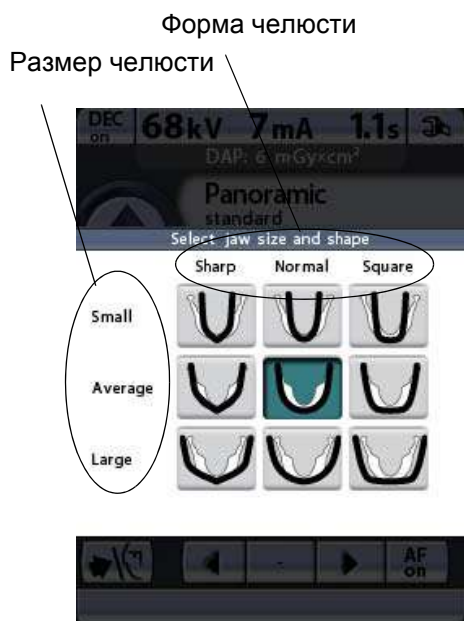 Форма челюсти
Размер челюсти
DEC on 68kV 7mA 1.1s
DAP: 6 mGy×cm²
Panoramic
standard
Select jaw size and shape
Sharp Normal Square
Small
Average
Large
- AF on